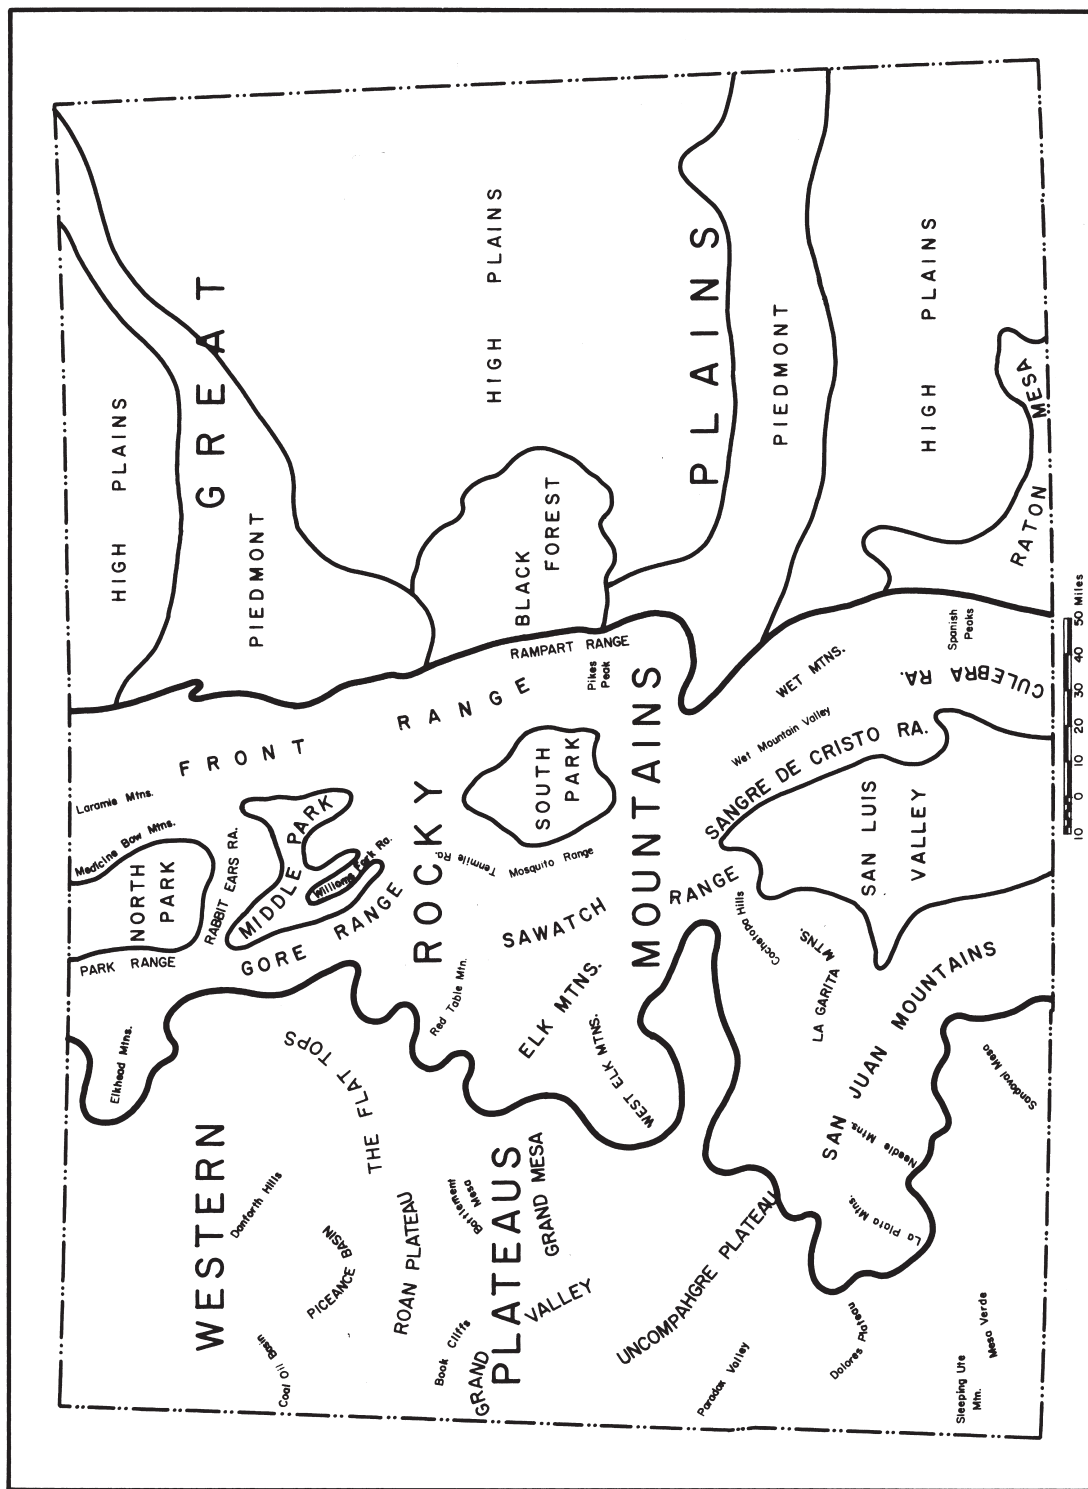 WESTERN
PLATEAUS
ROCKY
MOUNTAINS
GREAT
PLAINS
Elkhead Mtns.
PARK RANGE
NORTH
PARK
Medicine Bow Mtns.
Laramie Mtns.
RABBIT EARS RA.
MIDDLE PARK
Williams Fork Ra.
GORE RANGE
FRONT RANGE
HIGH PLAINS
PIEDMONT
HIGH PLAINS
BLACK
FOREST
RAMPART RANGE
Pikes
Peak
SOUTH
PARK
Tenmile Ra.
Mosquito Range
SAWATCH RANGE
Red Table Mtn.
ELK MTNS.
WEST ELK MTNS.
THE FLAT TOPS
Danforth Hills
PICEANCE BASIN
Coal Oil Basin
ROAN PLATEAU
Battlement
Mesa
GRAND MESA
Book Cliffs
GRAND VALLEY
UNCOMPAHGRE PLATEAU
Paradox Valley
Dolores Plateau
Sleeping Ute
Mtn.
Mesa Verde
La Plata Mtns.
Needle Mtns.
SAN JUAN MOUNTAINS
Sandoval Mesa
LA GARITA
MTNS.
Cochetopa Hills
SAN LUIS
VALLEY
SANGRE DE CRISTO RA.
Wet Mountain Valley
WET MTNS.
CULEBRA
RA.
Spanish
Peaks
PIEDMONT
HIGH PLAINS
RATON MESA
10 0 10 20 30 40 50 Miles